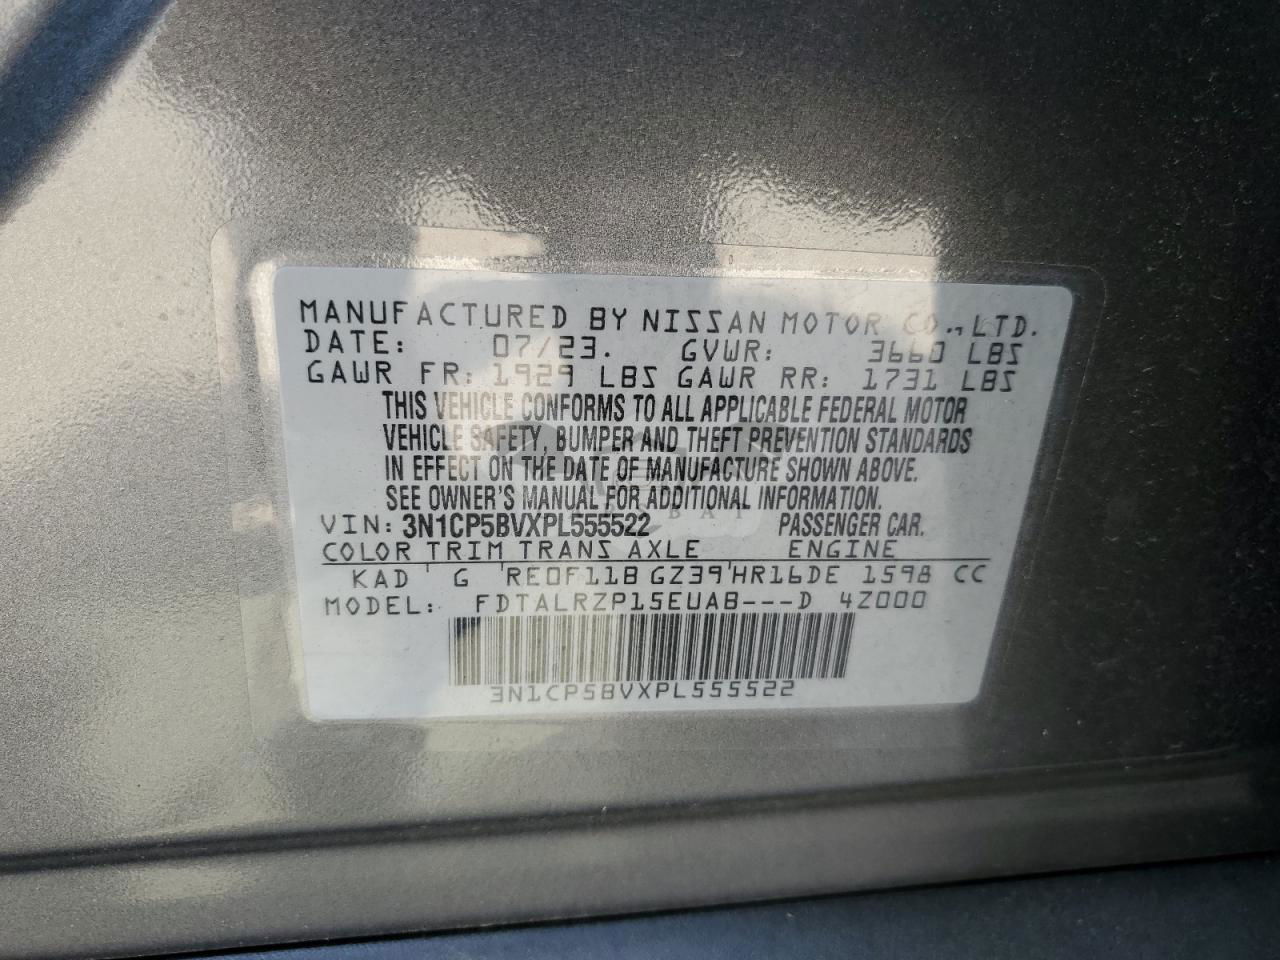 MANUFACTURED BY NISSAN MOTOR CO., LTD.
DATE: 07/23. GVWR: 3660 LBS
GAWR FR: 1929 LBS GAWR RR: 1731 LBS
THIS VEHICLE CONFORMS TO ALL APPLICABLE FEDERAL MOTOR
VEHICLE SAFETY, BUMPER AND THEFT PREVENTION STANDARDS
IN EFFECT ON THE DATE OF MANUFACTURE SHOWN ABOVE.
SEE OWNER'S MANUAL FOR ADDITIONAL INFORMATION.
VIN: 3N1CP5BVXPL555522 PASSENGER CAR.
COLOR TRIM TRANS AXLE ENGINE
KAD G RE0F11B GZ39 HR16DE 1598 CC
MODEL: FDTALRZP15EUAB---D 4Z000
3N1CP5BVXPL555522